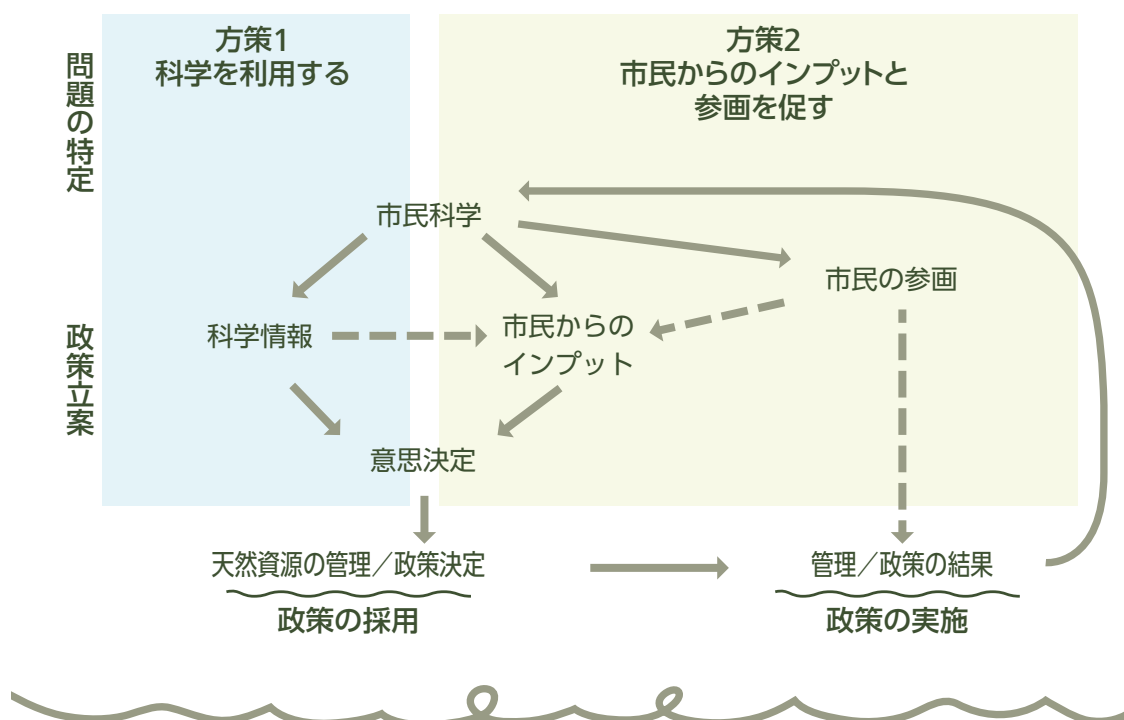 方策1
科学を利用する
方策2
市民からのインプットと
参画を促す
問題の特定
市民科学
市民の参画
科学情報
市民からの
インプット
政策立案
意思決定
天然資源の管理／政策決定
管理／政策の結果
政策の採用
政策の実施